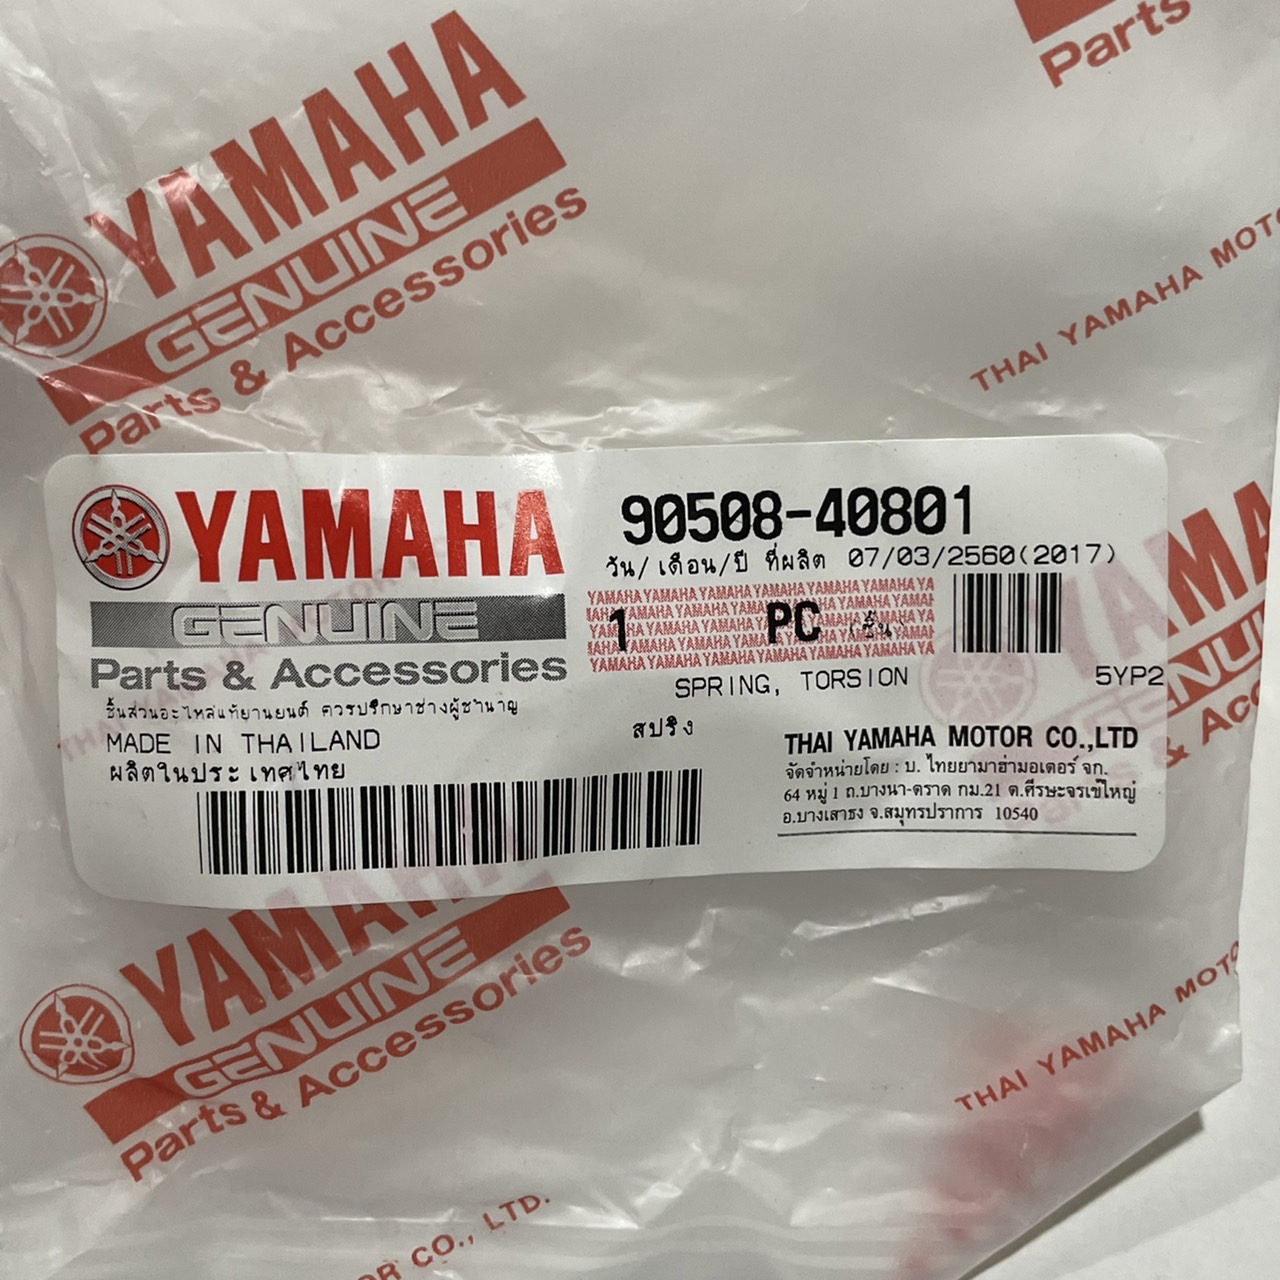 YAMAHA
GENUINE
Parts & Accessories
Parts
THAI YAMAHA MOTO
YAMAHA
GENUINE
Parts & Accessories
ชิ้นส่วนอะไหล่แท้ยานยนต์ ควรปรึกษาช่างผู้ชำนาญ
MADE IN THAILAND
ผลิตในประเทศไทย
90508-40801
วัน/เดือน/ปี ที่ผลิต 07/03/2560(2017)
1 PC
SPRING, TORSION 5YP2
สปริง
THAI YAMAHA MOTOR CO.,LTD
จัดจำหน่ายโดย : บ. ไทยยามาฮ่ามอเตอร์ จก.
64 หมู่ 1 ถ.บางนา-ตราด กม.21 ต.ศีรษะจรเข้ใหญ่
อ.บางเสาธง จ.สมุทรปราการ 10540
YAMAHA
GENUINE
Parts & Accessories
THAI YAMAHA MOTO
OR CO., LTD.